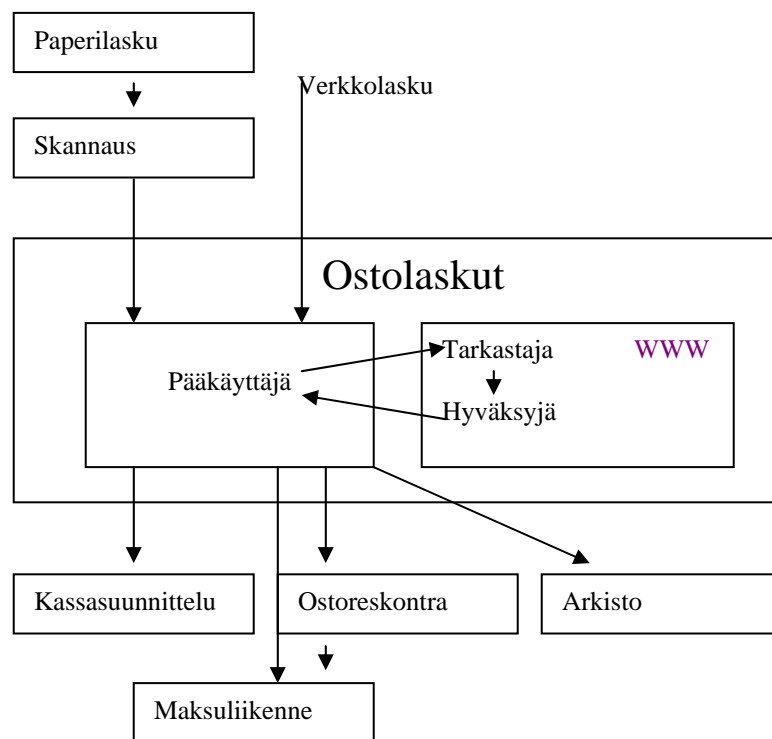 Paperilasku
Verkkolasku
Skannaus
Ostolaskut
Tarkastaja WWW
Pääkäyttäjä
Hyväksyjä
Kassasuunnittelu Ostoreskontra Arkisto
Maksuliikenne